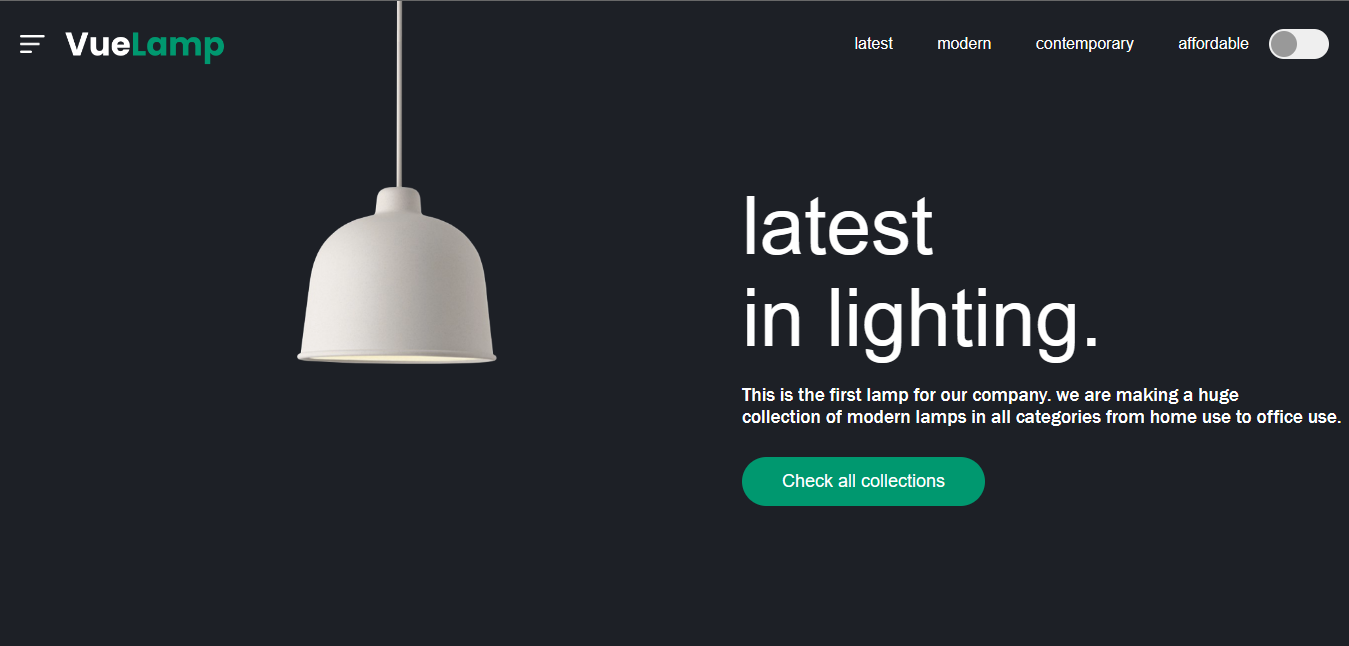 VueLamp
latest
modern
contemporary
affordable
latest
in lighting.
This is the first lamp for our company. we are making a huge
collection of modern lamps in all categories from home use to office use.
Check all collections